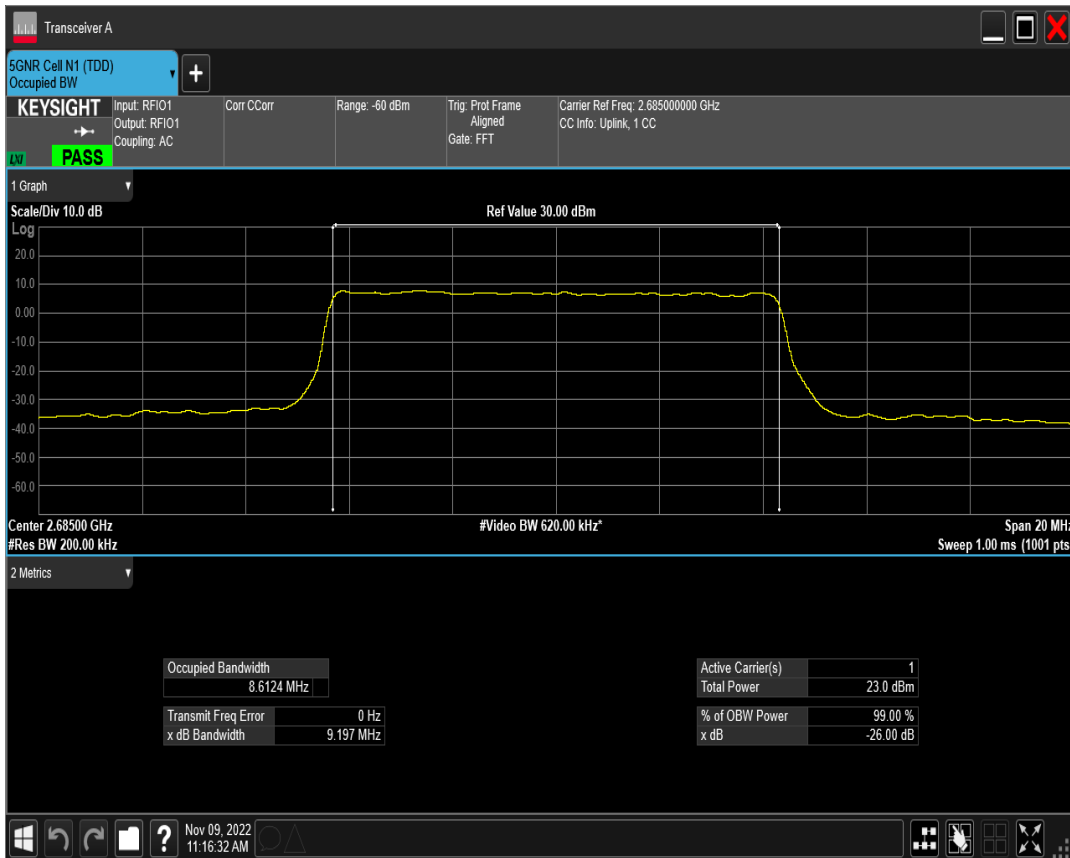 Transceiver A
5GNR Cell N1 (TDD)
Occupied BW
+
KEYSIGHT
LXI
PASS
Input: RFIO1
Output: RFIO1
Coupling: AC
Corr CCorr
Range: -60 dBm
Trig: Prot Frame
Aligned
Gate: FFT
Carrier Ref Freq: 2.685000000 GHz
CC Info: Uplink, 1 CC
1 Graph
Scale/Div 10.0 dB
Ref Value 30.00 dBm
Log
20.0
10.0
0.00
-10.0
-20.0
-30.0
-40.0
-50.0
-60.0
Center 2.68500 GHz
#Video BW 620.00 kHz*
Span 20 MHz
#Res BW 200.00 kHz
Sweep 1.00 ms (1001 pts
2 Metrics
Occupied Bandwidth
8.6124 MHz
Transmit Freq Error 0 Hz
x dB Bandwidth 9.197 MHz
Active Carrier(s) 1
Total Power 23.0 dBm
% of OBW Power 99.00 %
x dB -26.00 dB
?
Nov 09, 2022
11:16:32 AM